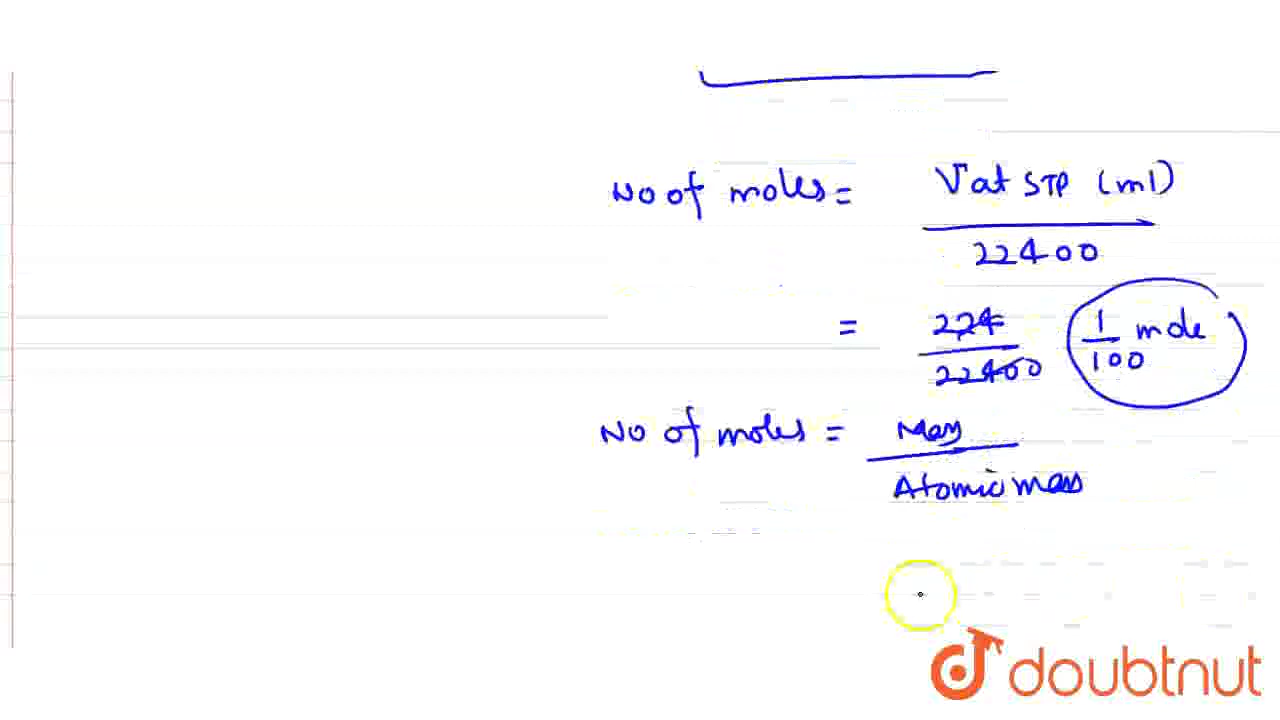 No of moles = V at STP (ml)
22400
= 224
22400
1
100 mole
No of moles = Mass
Atomic mass
doubtnut